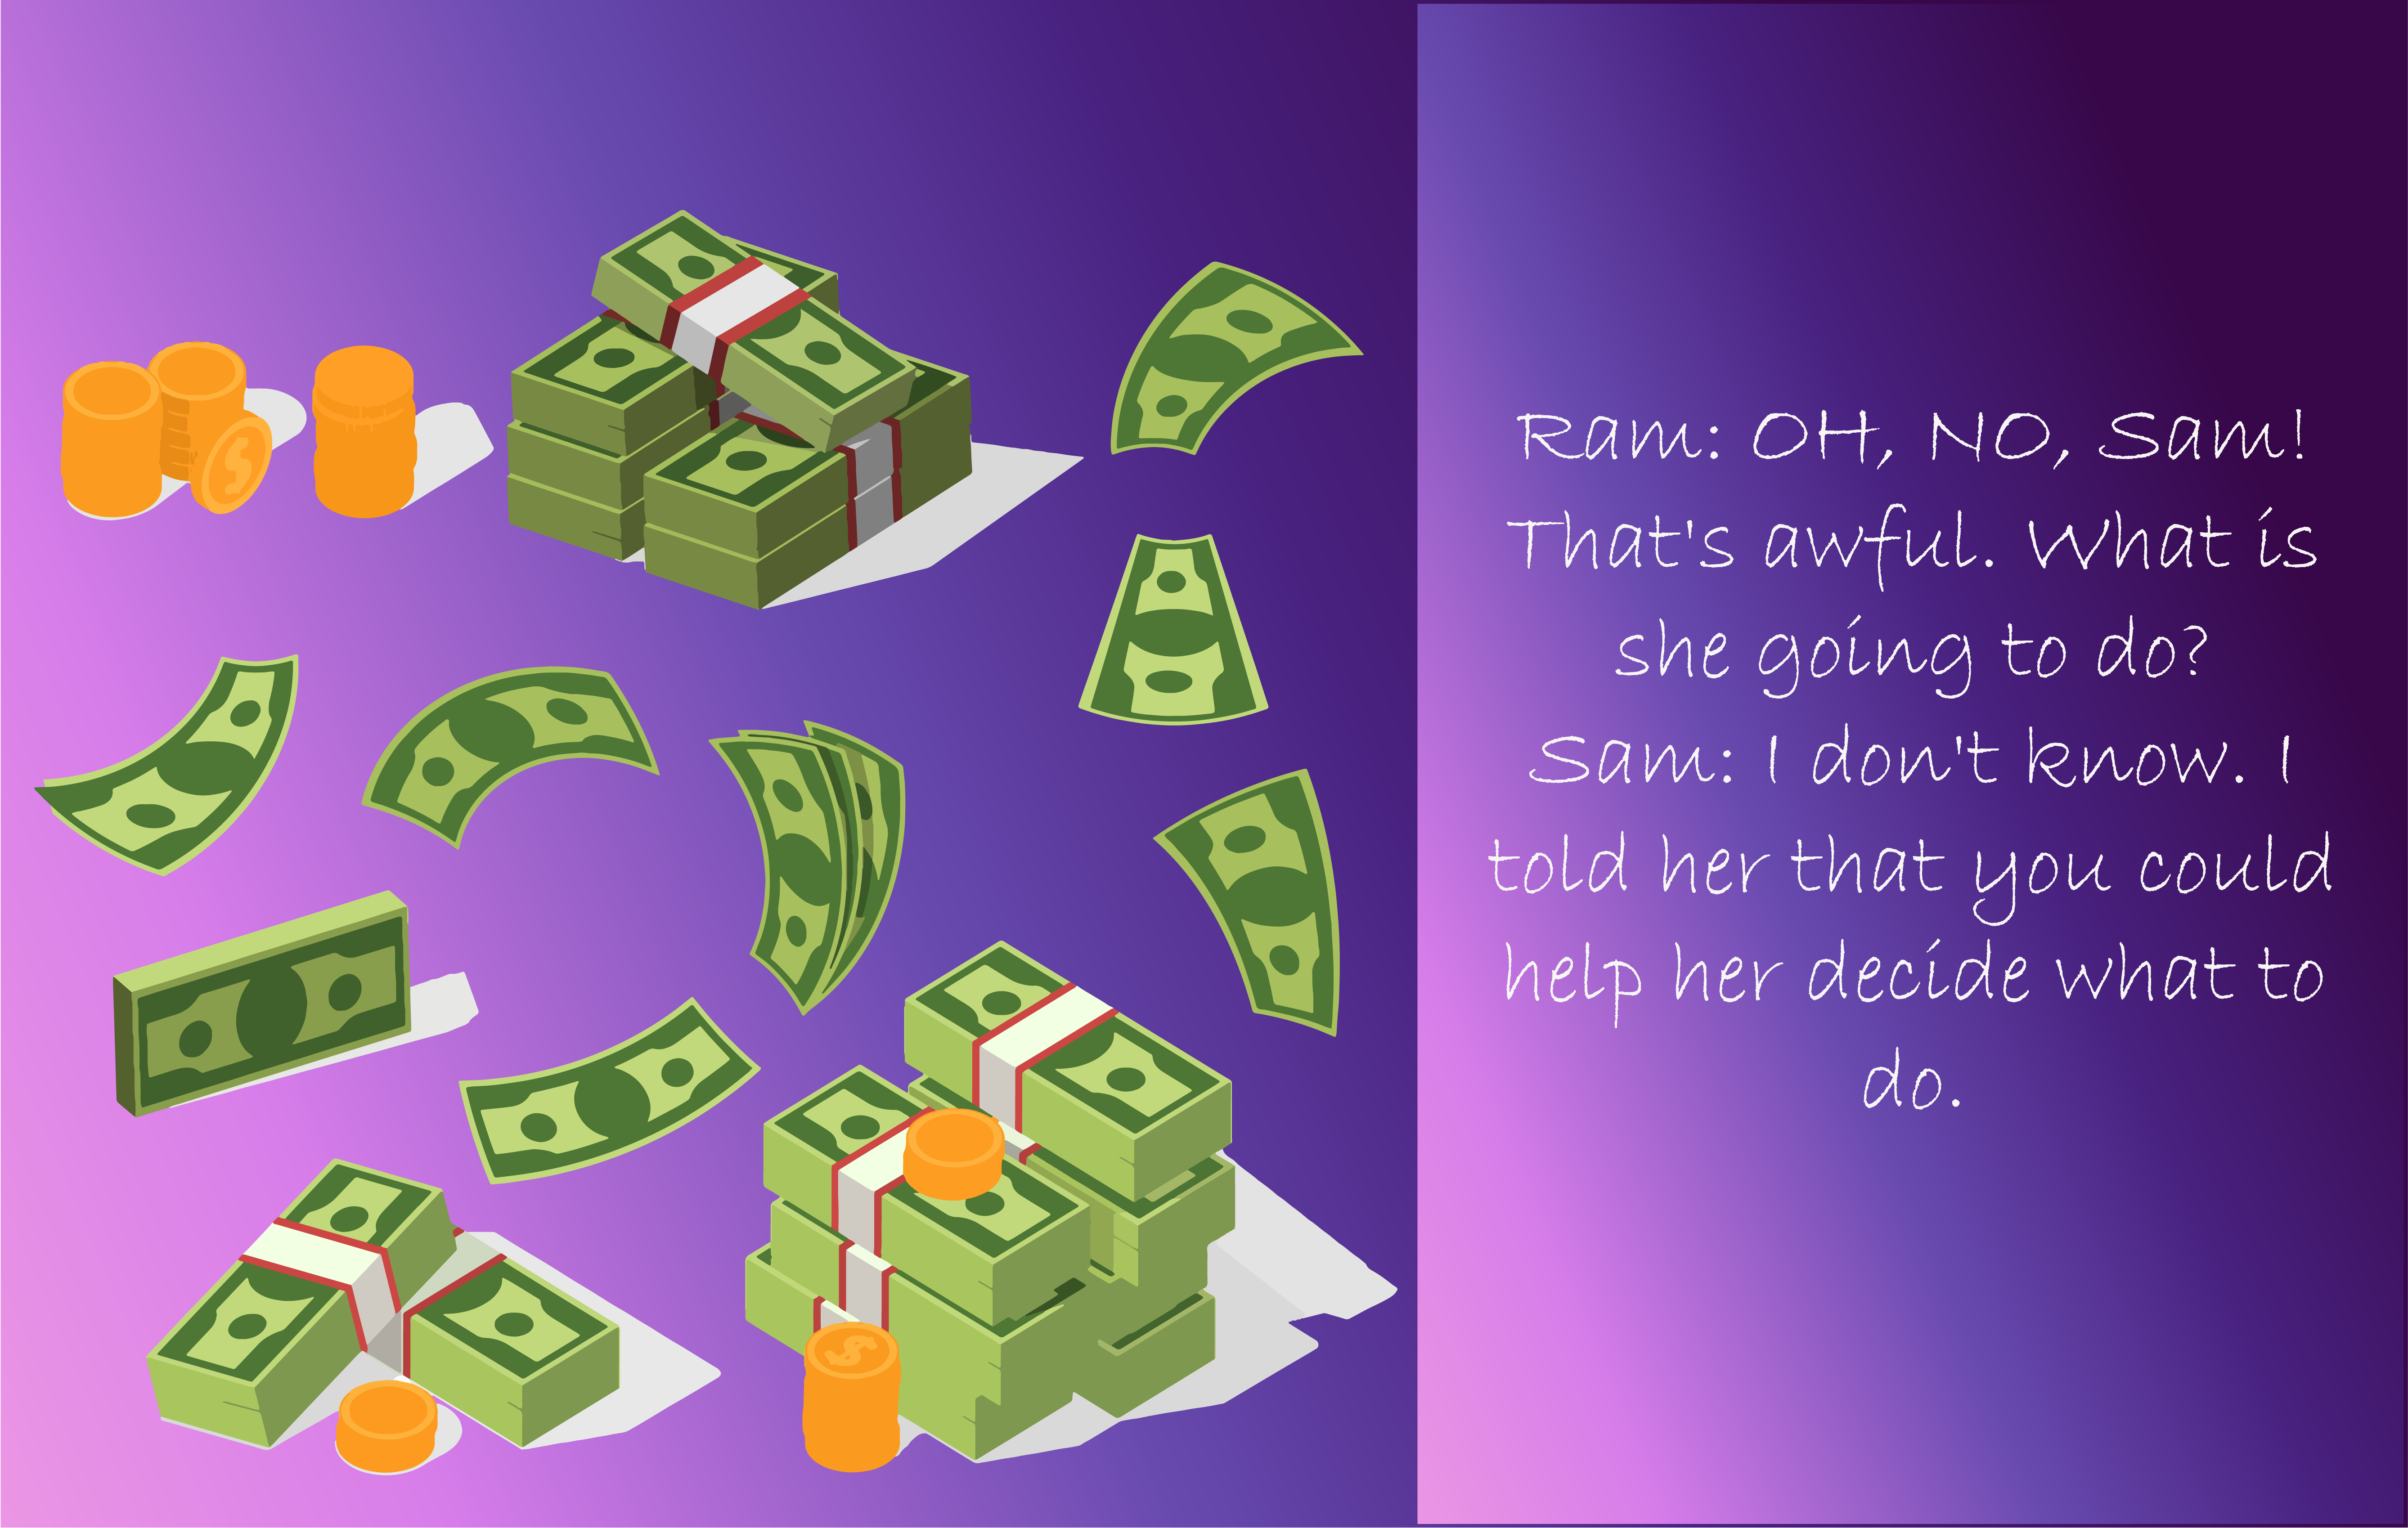 Ram: OH, NO, Sam!
That's awful. What is
she going to do?
Sam: I don't know. I
told her that you could
help her decide what to
do.